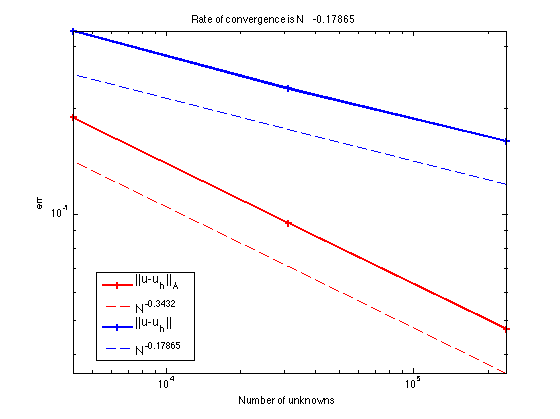 Rate of convergence is N -0.17865
err
10^-1
||u-u_h||_A
N^-0.3432
||u-u_h||
N^-0.17865
10^4
10^5
Number of unknowns